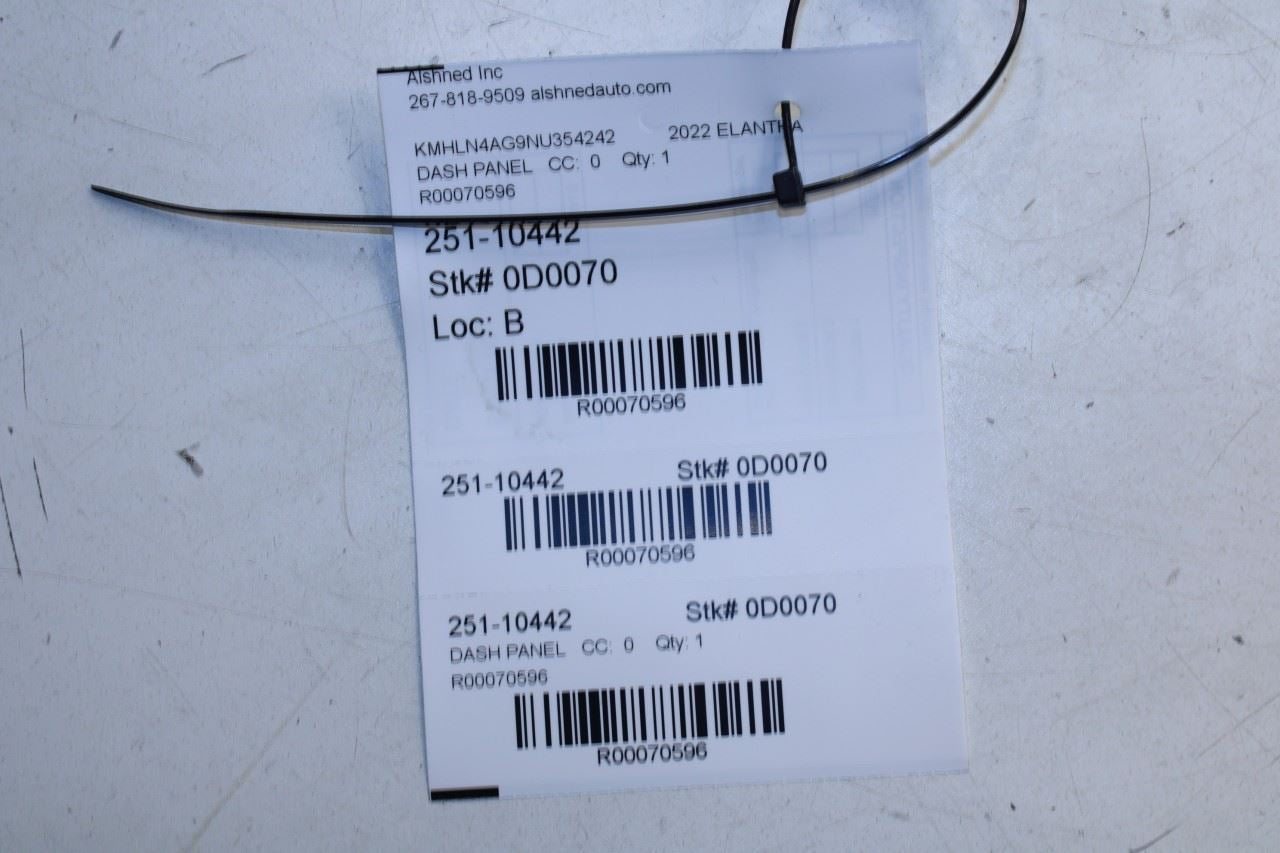 Alshned Inc
267-818-9509 alshnedauto.com
KMHLN4AG9NU354242 2022 ELANTRA
DASH PANEL CC: 0 Qty: 1
R00070596
251-10442
Stk# 0D0070
Loc: B
R00070596
251-10442 Stk# 0D0070
R00070596
251-10442 Stk# 0D0070
DASH PANEL CC: 0 Qty: 1
R00070596
R00070596